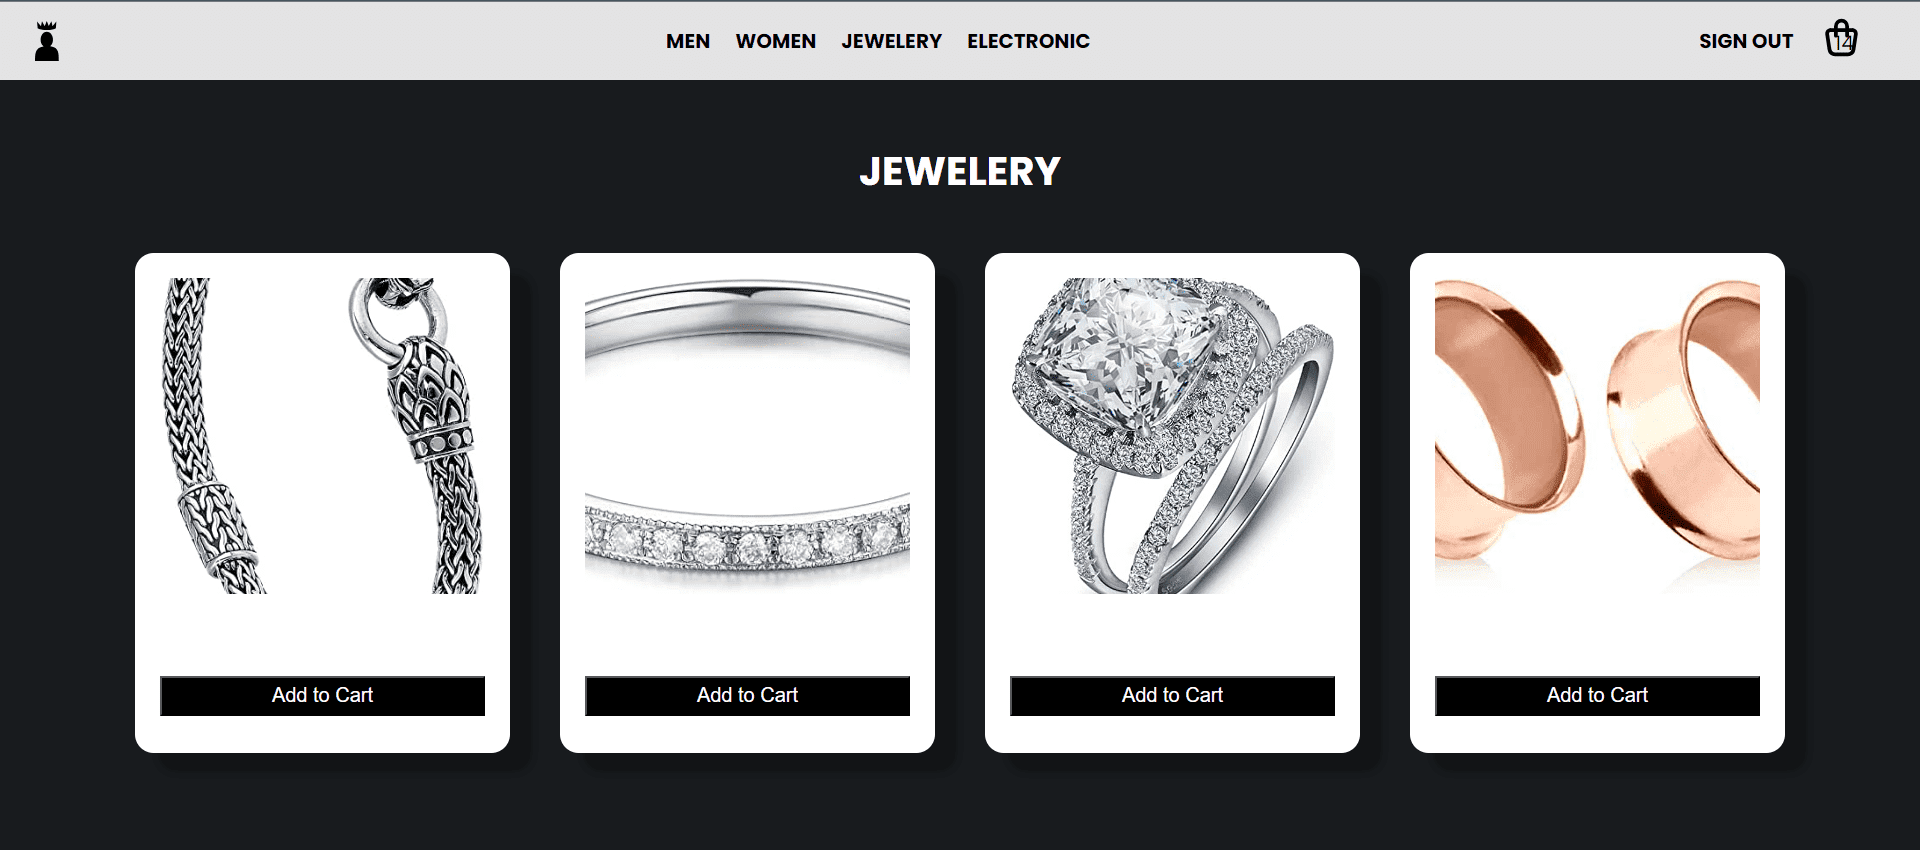 MEN WOMEN JEWELERY ELECTRONIC SIGN OUT 14
JEWELERY
Add to Cart Add to Cart Add to Cart Add to Cart